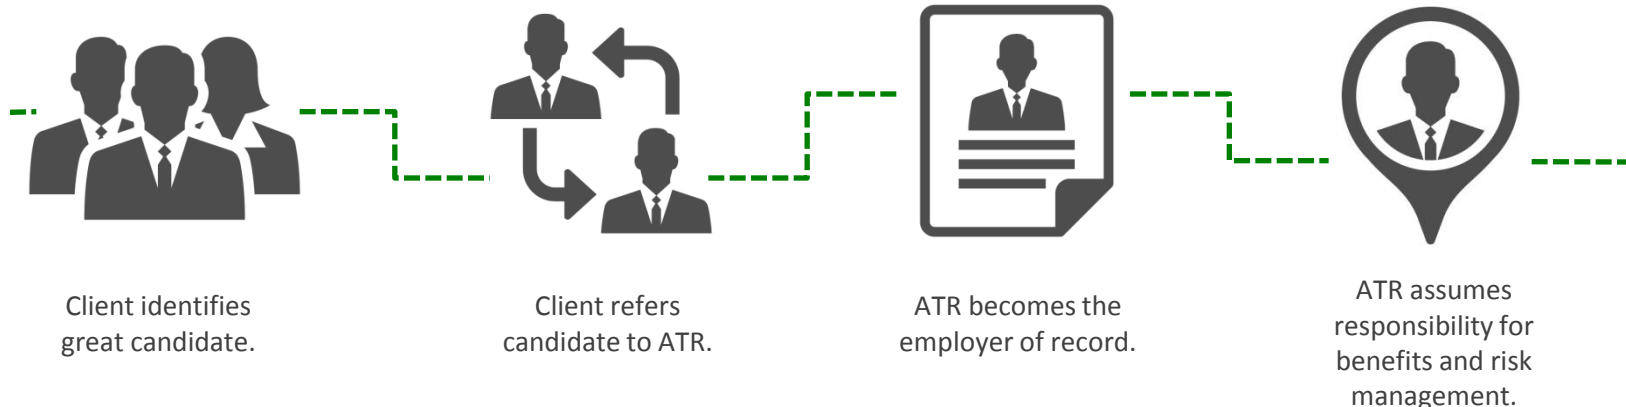 Client identifies
great candidate.
Client refers
candidate to ATR.
ATR becomes the
employer of record.
ATR assumes
responsibility for
benefits and risk
management.